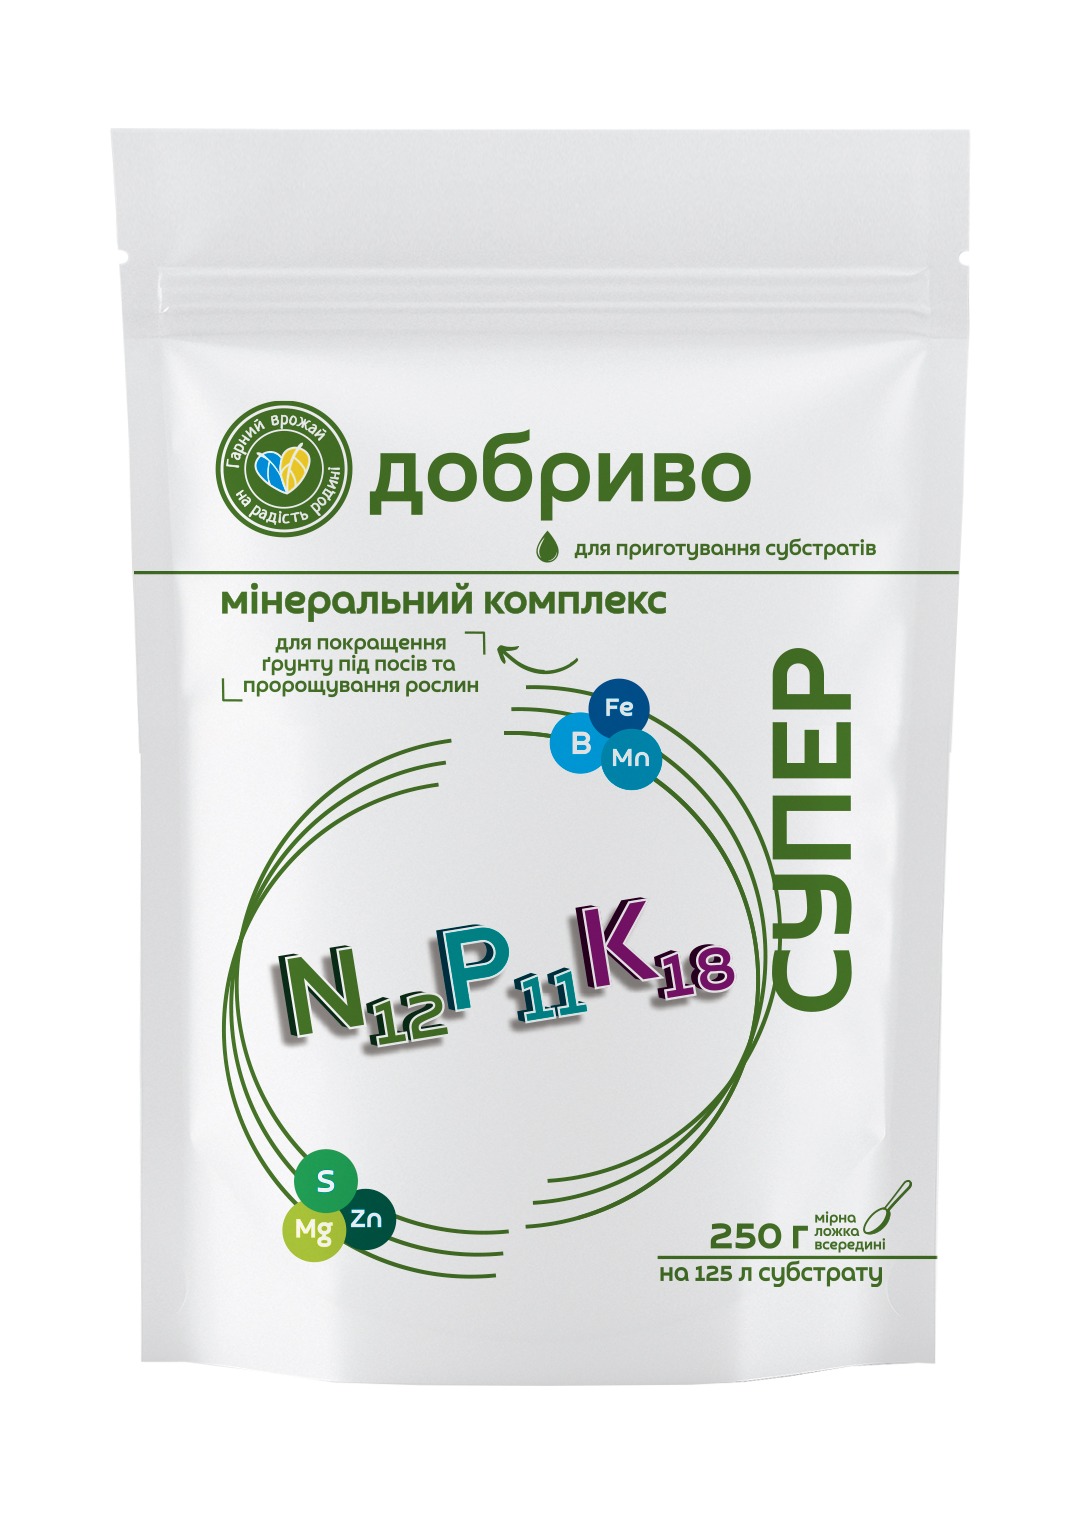 Гарний врожай
на радість родині
добриво
для приготування субстратів
мінеральний комплекс
для покращення
ґрунту під посів та
пророщування рослин
Fe
B
Mn
СУПЕР
N12P11K18
S
Mg
Zn
250 г
мірна
ложка
всередині
на 125 л субстрату